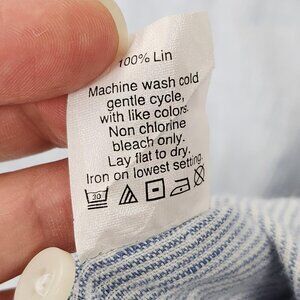 100% Lin
Machine wash cold
gentle cycle,
with like colors.
Non chlorine
bleach only.
Lay flat to dry.
Iron on lowest setting.
30